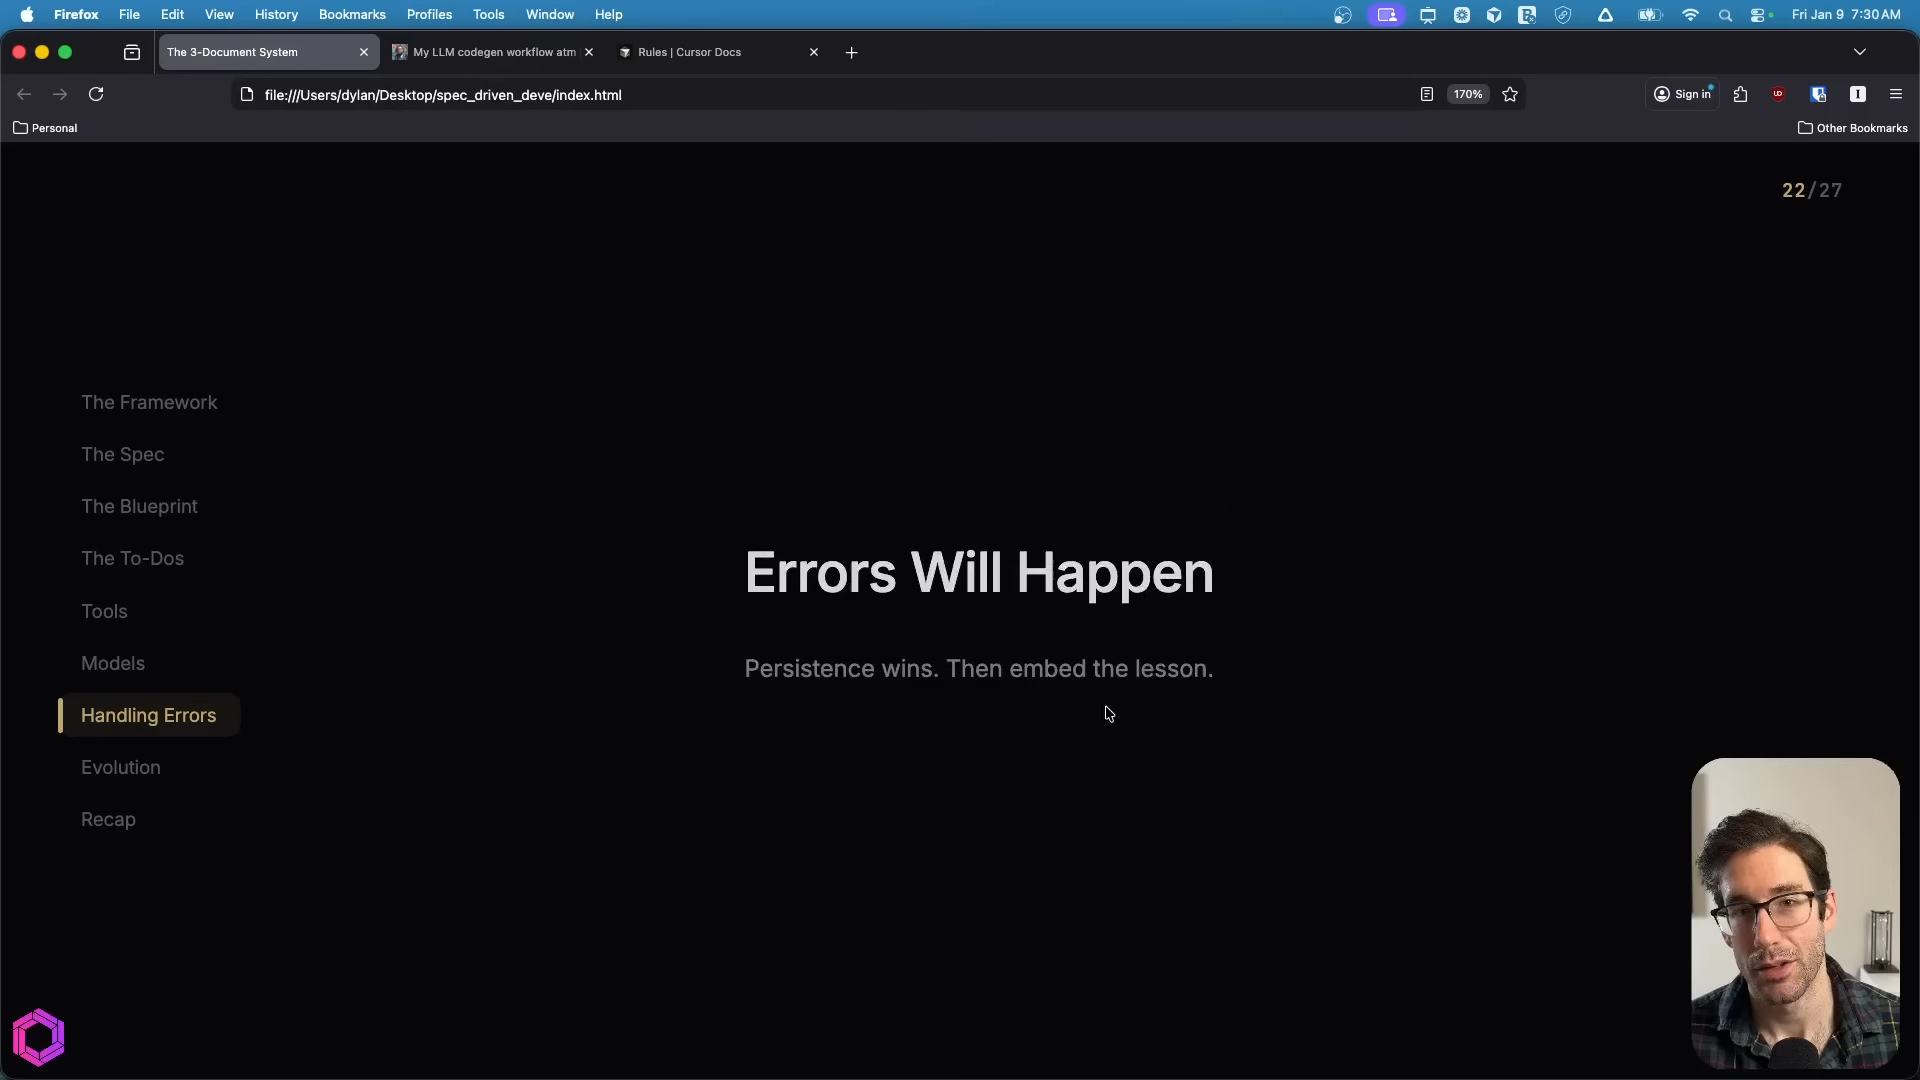 Firefox File Edit View History Bookmarks Profiles Tools Window Help Fri Jan 9 7:30 AM
The 3-Document System My LLM codegen workflow atm Rules | Cursor Docs
file:///Users/dylan/Desktop/spec_driven_deve/index.html 170% Sign in
Personal Other Bookmarks
22/27
The Framework
The Spec
The Blueprint
The To-Dos
Tools
Models
Handling Errors
Evolution
Recap
Errors Will Happen
Persistence wins. Then embed the lesson.